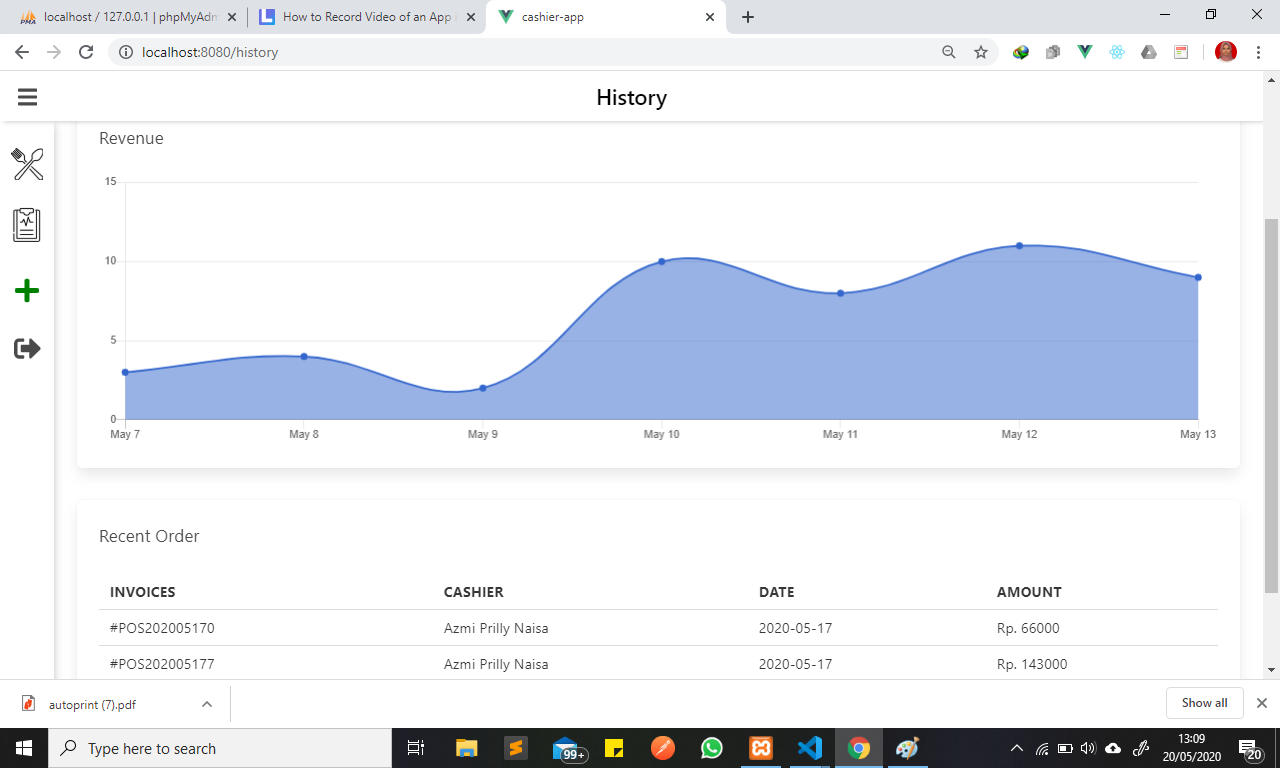 localhost / 127.0.0.1 | phpMyAdm
How to Record Video of an App
cashier-app
localhost:8080/history
History
Revenue
15
10
5
0
May 7 May 8 May 9 May 10 May 11 May 12 May 13
Recent Order
INVOICES CASHIER DATE AMOUNT
#POS202005170 Azmi Prilly Naisa 2020-05-17 Rp. 66000
#POS202005177 Azmi Prilly Naisa 2020-05-17 Rp. 143000
autoprint (7).pdf
Show all
Type here to search
99+
13:09
20/05/2020
20